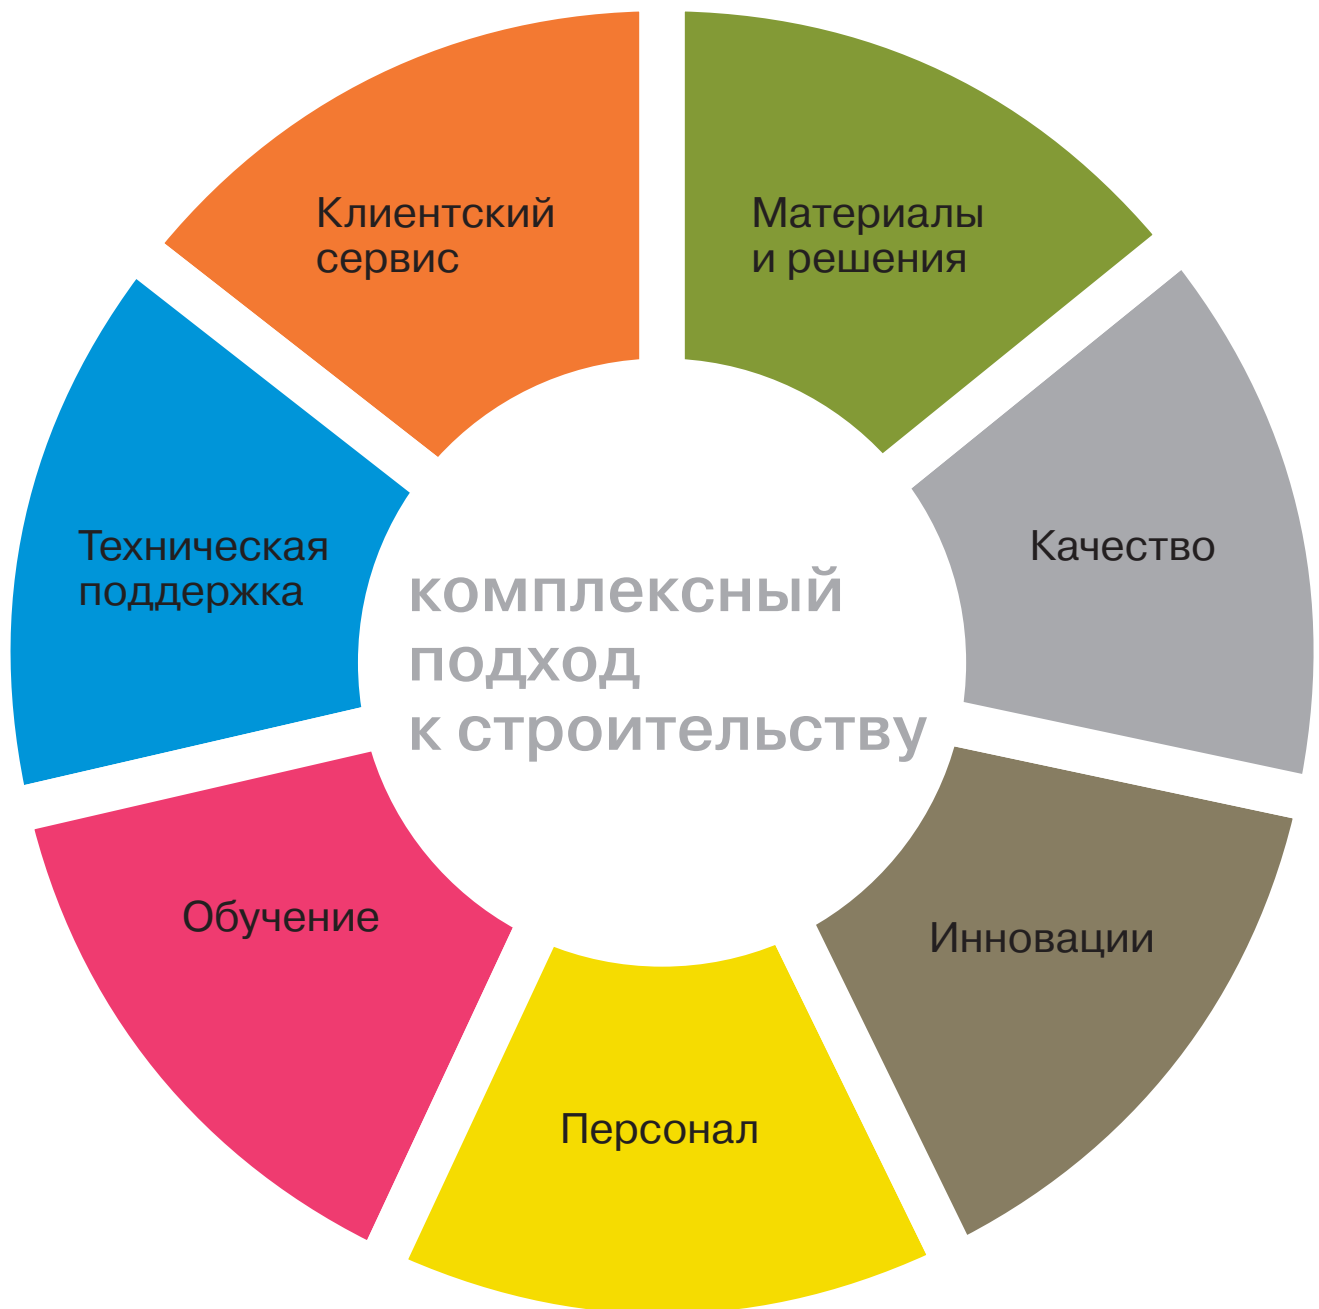 Клиентский
сервис
Материалы
и решения
Техническая
поддержка
Качество
комплексный
подход
к строительству
Обучение
Инновации
Персонал